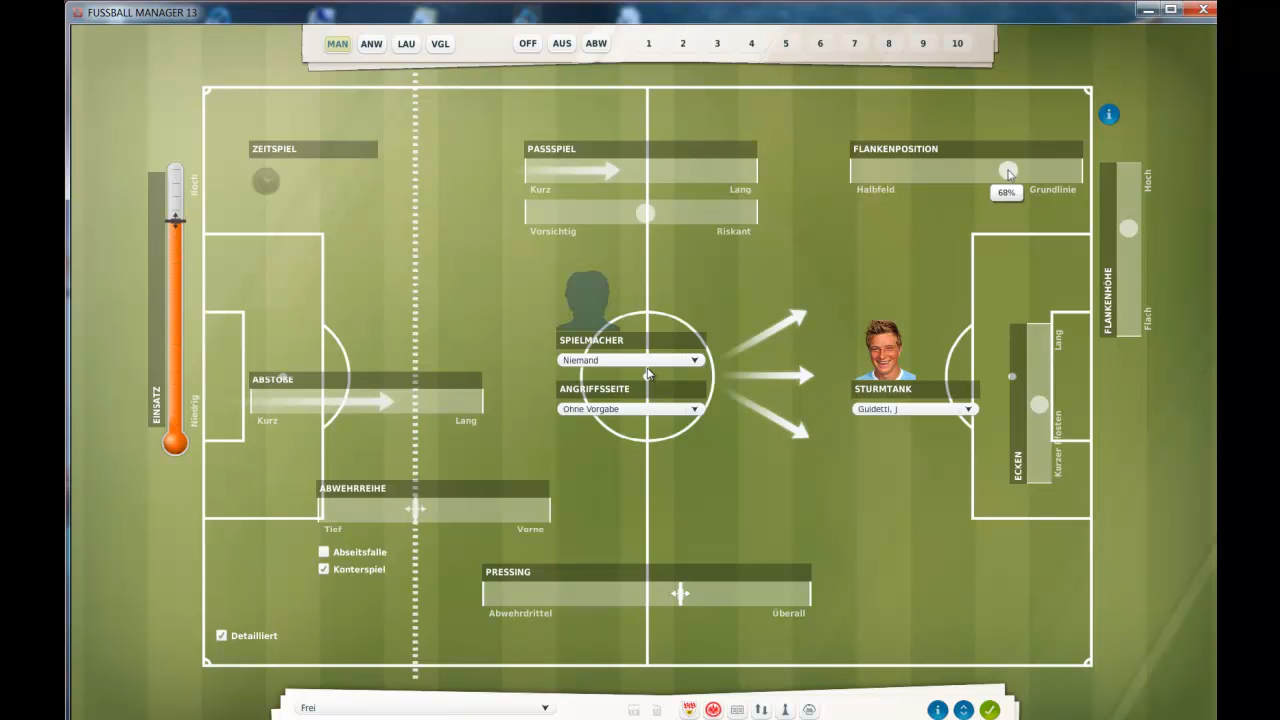 FUSSBALL MANAGER 13
MAN ANW LAU VGL OFF AUS ABW 1 2 3 4 5 6 7 8 9 10
ZEITSPIEL
PASSSPIEL
Kurz Lang
Vorsichtig Riskant
FLANKENPOSITION
68%
Halbfeld Grundlinie
Hoch
FLANKENHÖHE
Flach
Hoch
EINSATZ
Niedrig
SPIELMACHER
Niemand
ANGRIFFSSEITE
Ohne Vorgabe
STURMTANK
Guidetti, J
Lang
ECKEN
Kurzer Pfosten
ABSTÖßE
Kurz Lang
ABWEHRREIHE
Tief Vorne
Abseitsfalle
Konterspiel
PRESSING
Abwehrdrittel Überall
Detailliert
Frei